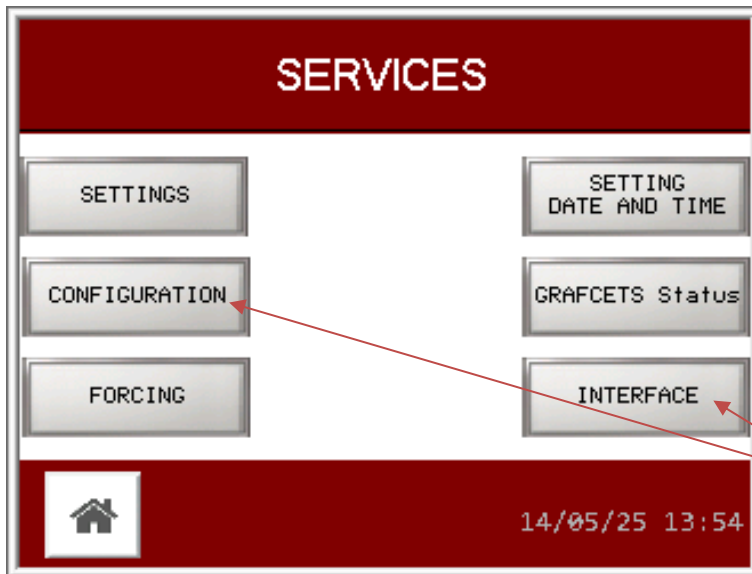 SERVICES
SETTINGS
SETTING
DATE AND TIME
CONFIGURATION
GRAFCETS Status
FORCING
INTERFACE
14/05/25 13:54